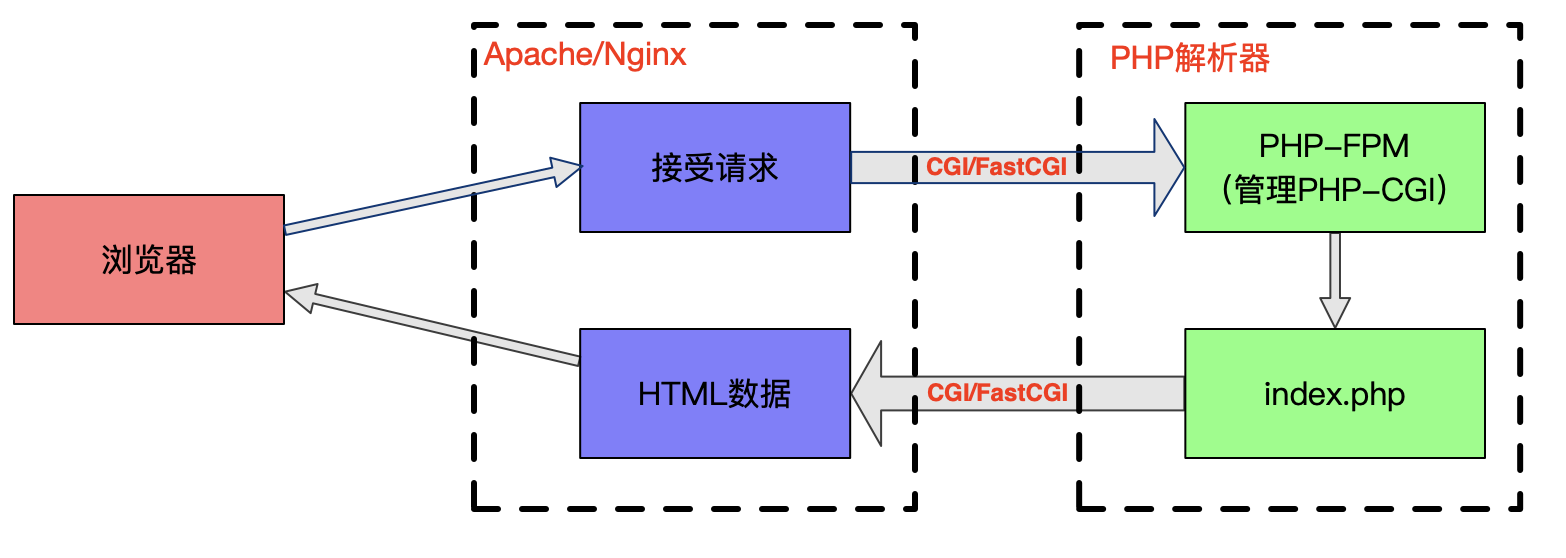 Apache/Nginx
PHP解析器
浏览器
接受请求
CGI/FastCGI
PHP-FPM
（管理PHP-CGI）
HTML数据
CGI/FastCGI
index.php